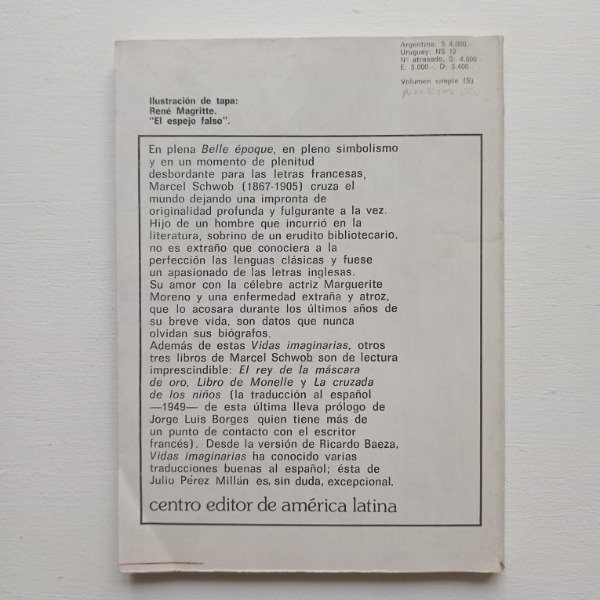 Argentina: $ 4.000.-
Uruguay: N$ 12
Nº atrasado, S: 4.600.-
E: 5.000.-, D: 5.400.-
Volumen simple (S)
Ilustración de tapa:
René Magritte.
"El espejo falso".
En plena Belle époque, en pleno simbolismo
y en un momento de plenitud
desbordante para las letras francesas,
Marcel Schwob (1867-1905) cruza el
mundo dejando una impronta de
originalidad profunda y fulgurante a la vez.
Hijo de un hombre que incurrió en la
literatura, sobrino de un erudito bibliotecario,
no es extraño que conociera a la
perfección las lenguas clásicas y fuese
un apasionado de las letras inglesas.
Su amor con la célebre actriz Marguerite
Moreno y una enfermedad extraña y atroz,
que lo acosara durante los últimos años de
su breve vida, son datos que nunca
olvidan sus biógrafos.
Además de estas Vidas imaginarias, otros
tres libros de Marcel Schwob son de lectura
imprescindible: El rey de la máscara
de oro, Libro de Monelle y La cruzada
de los niños (la traducción al español
—1949— de esta última lleva prólogo de
Jorge Luis Borges quien tiene más de
un punto de contacto con el escritor
francés). Desde la versión de Ricardo Baeza,
Vidas imaginarias ha conocido varias
traducciones buenas al español; ésta de
Julio Pérez Millán es, sin duda, excepcional.
centro editor de américa latina